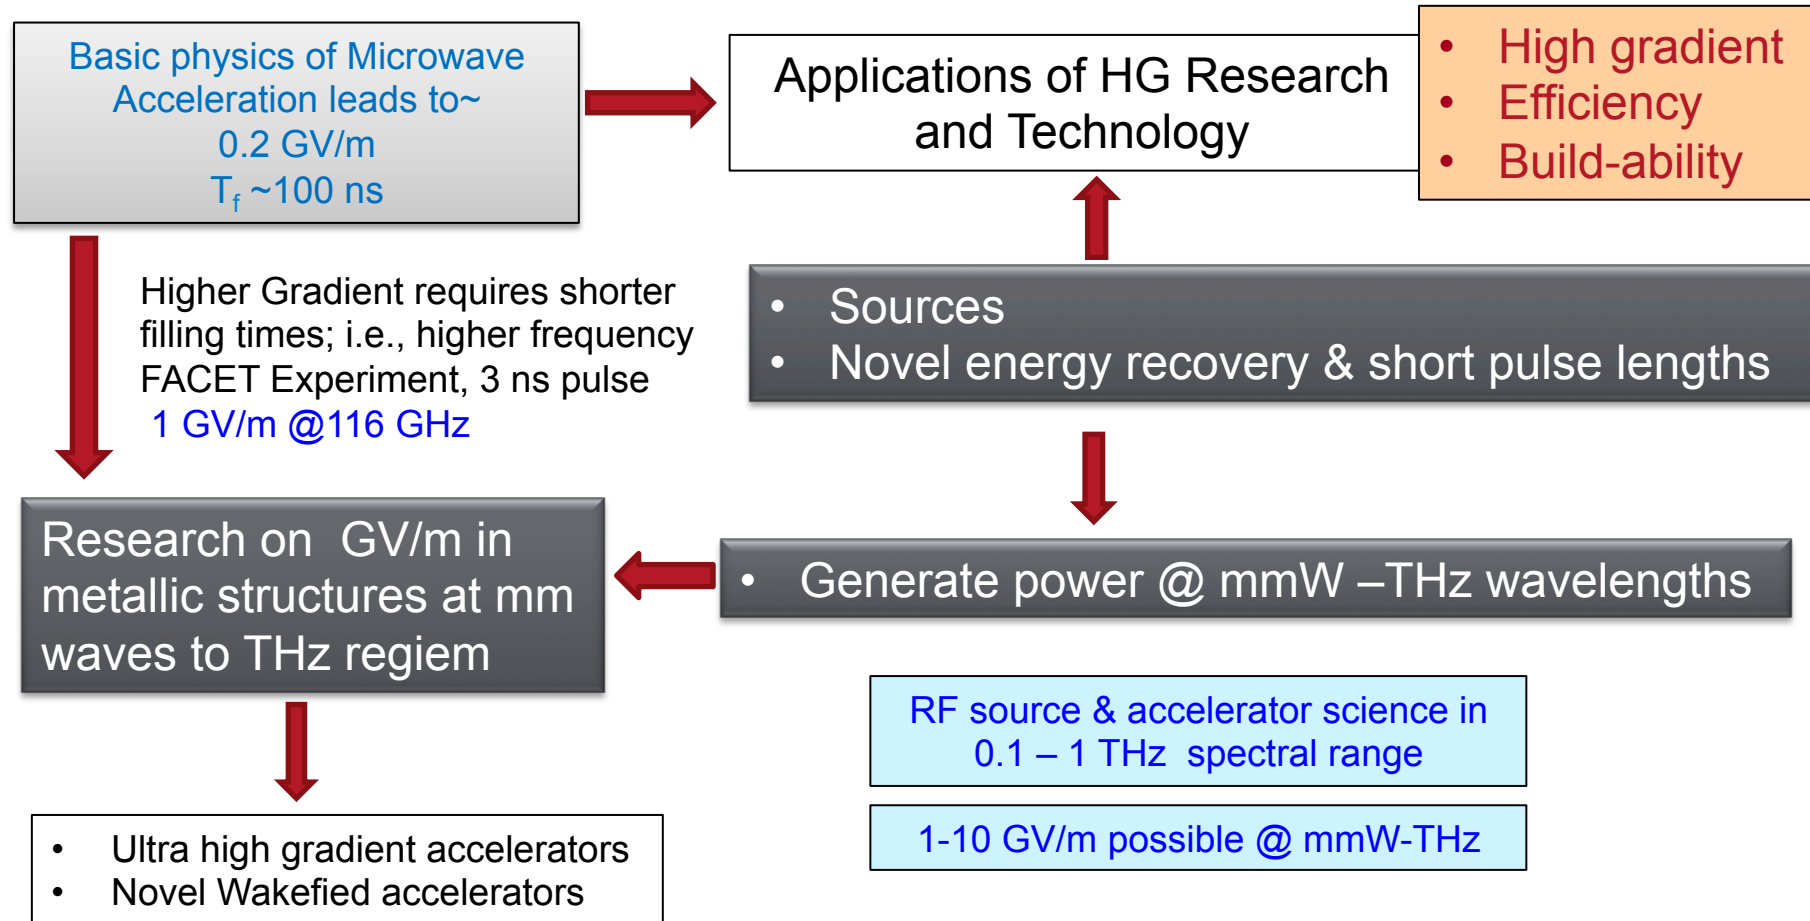 Basic physics of Microwave
Acceleration leads to~
0.2 GV/m
Tf ~100 ns
Applications of HG Research
and Technology
• High gradient
• Efficiency
• Build-ability
Higher Gradient requires shorter
filling times; i.e., higher frequency
FACET Experiment, 3 ns pulse
1 GV/m @116 GHz
• Sources
• Novel energy recovery & short pulse lengths
Research on GV/m in
metallic structures at mm
waves to THz regiem
• Generate power @ mmW –THz wavelengths
RF source & accelerator science in
0.1 – 1 THz spectral range
1-10 GV/m possible @ mmW-THz
• Ultra high gradient accelerators
• Novel Wakefied accelerators